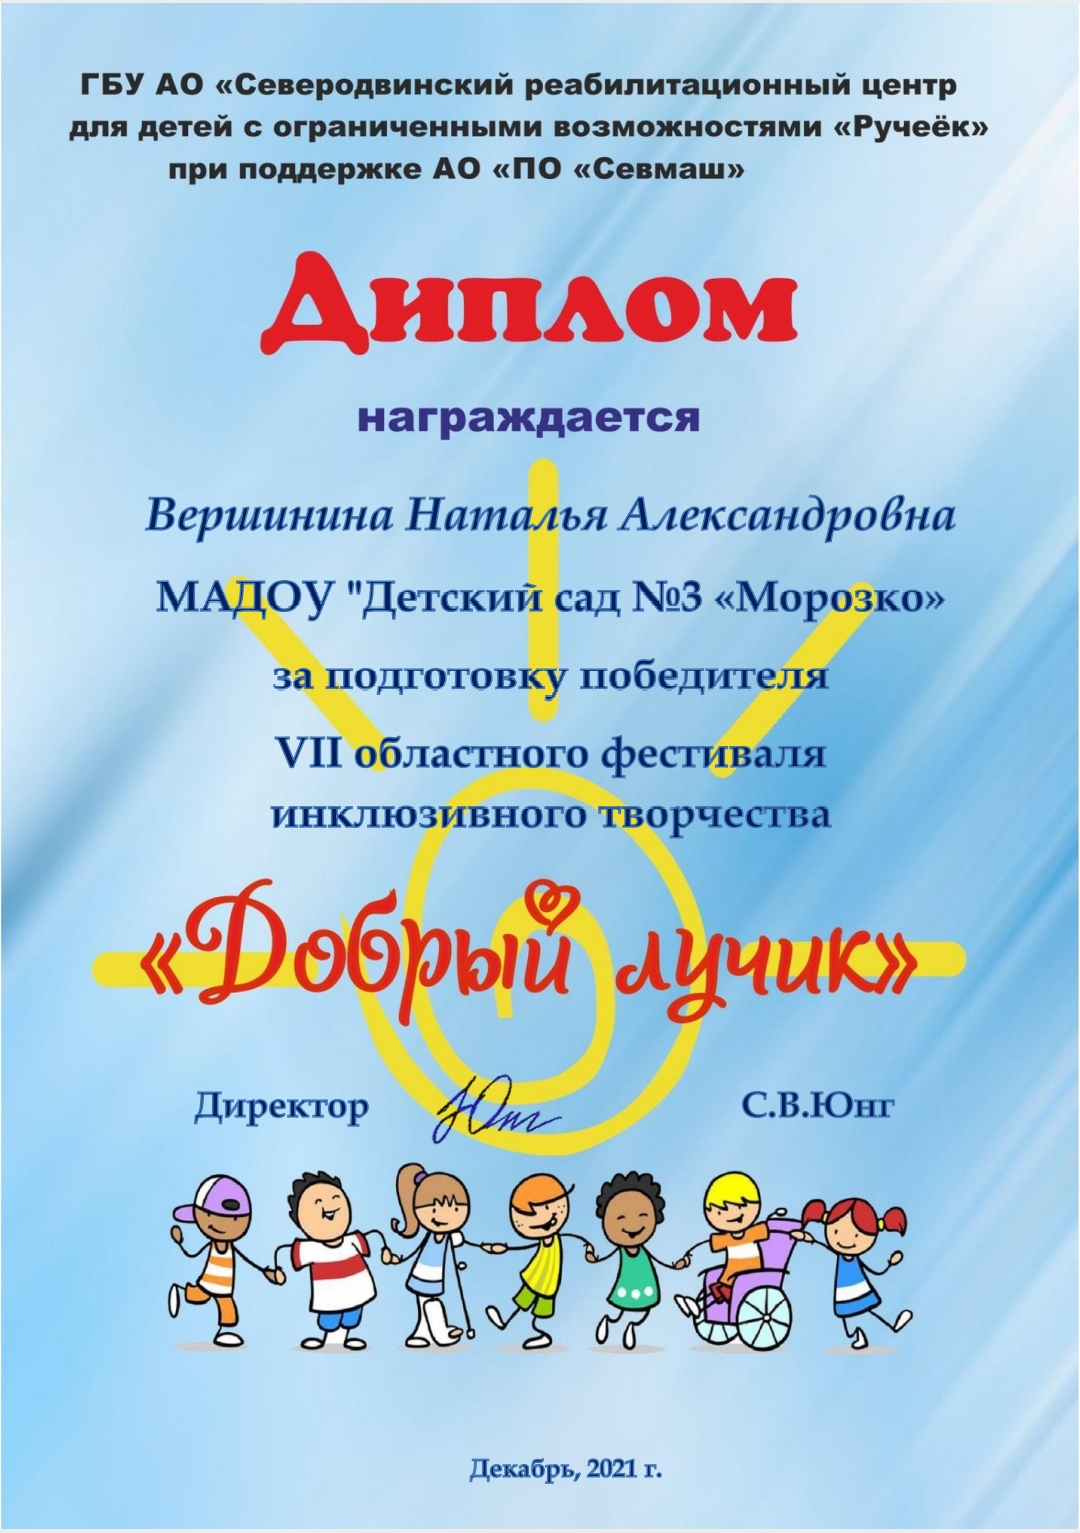 ГБУ АО «Северодвинский реабилитационный центр
для детей с ограниченными возможностями «Ручеёк»
при поддержке АО «ПО «Севмаш»
Диплом
награждается
Вершинина Наталья Александровна
МАДОУ "Детский сад №3 «Морозко»
за подготовку победителя
VII областного фестиваля
инклюзивного творчества
«Добрый лучик»
Директор Юнг С.В.Юнг
Декабрь, 2021 г.